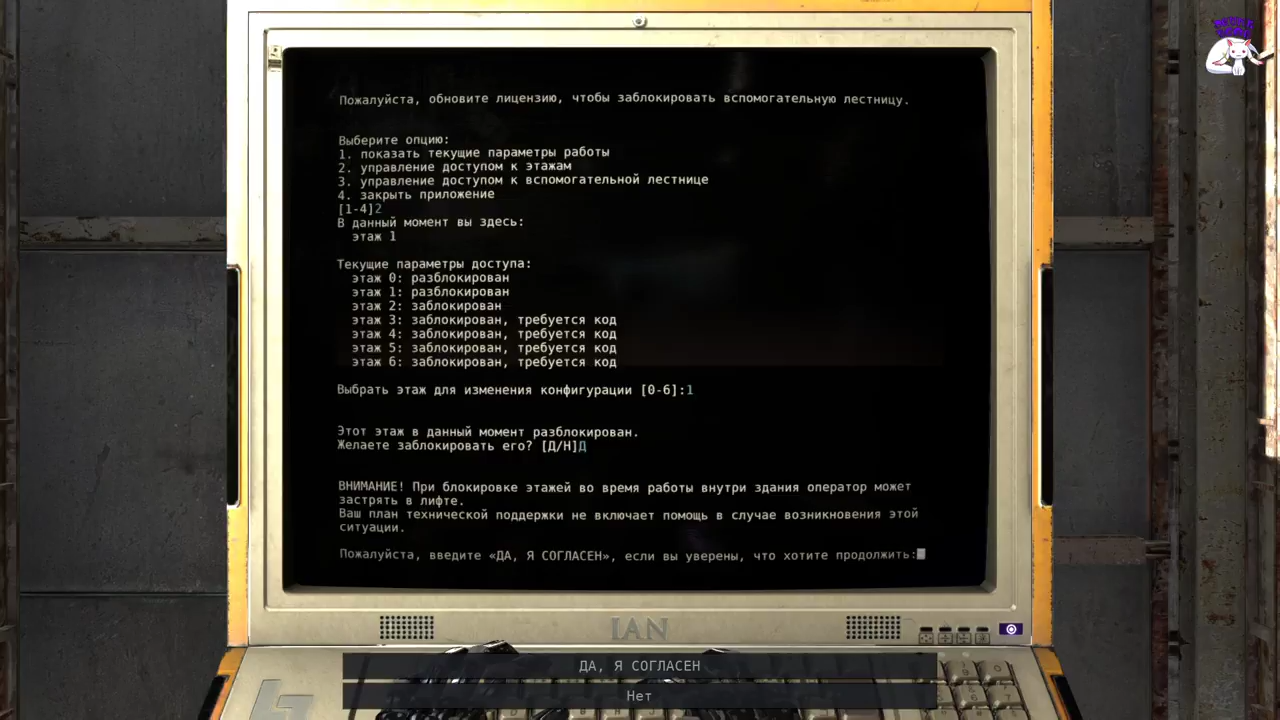 Пожалуйста, обновите лицензию, чтобы заблокировать вспомогательную лестницу.
Выберите опцию:
1. показать текущие параметры работы
2. управление доступом к этажам
3. управление доступом к вспомогательной лестнице
4. закрыть приложение
[1-4]2
В данный момент вы здесь:
этаж 1
Текущие параметры доступа:
этаж 0: разблокирован
этаж 1: разблокирован
этаж 2: заблокирован
этаж 3: заблокирован, требуется код
этаж 4: заблокирован, требуется код
этаж 5: заблокирован, требуется код
этаж 6: заблокирован, требуется код
Выбрать этаж для изменения конфигурации [0-6]:1
Этот этаж в данный момент разблокирован.
Желаете заблокировать его? [Д/Н]Д
ВНИМАНИЕ! При блокировке этажей во время работы внутри здания оператор может
застрять в лифте.
Ваш план технической поддержки не включает помощь в случае возникновения этой
ситуации.
Пожалуйста, введите «ДА, Я СОГЛАСЕН», если вы уверены, что хотите продолжить:
IAN
ДА, Я СОГЛАСЕН
Нет